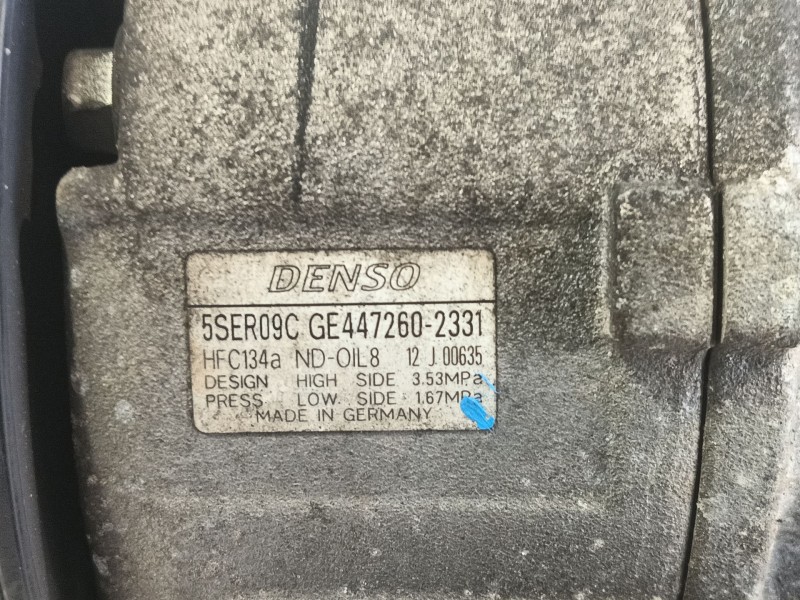 DENSO
5SER09C GE447260-2331
HFC134a ND-OIL8 12 J 00635
DESIGN HIGH SIDE 3.53MPa
PRESS LOW SIDE 1.67MPa
MADE IN GERMANY